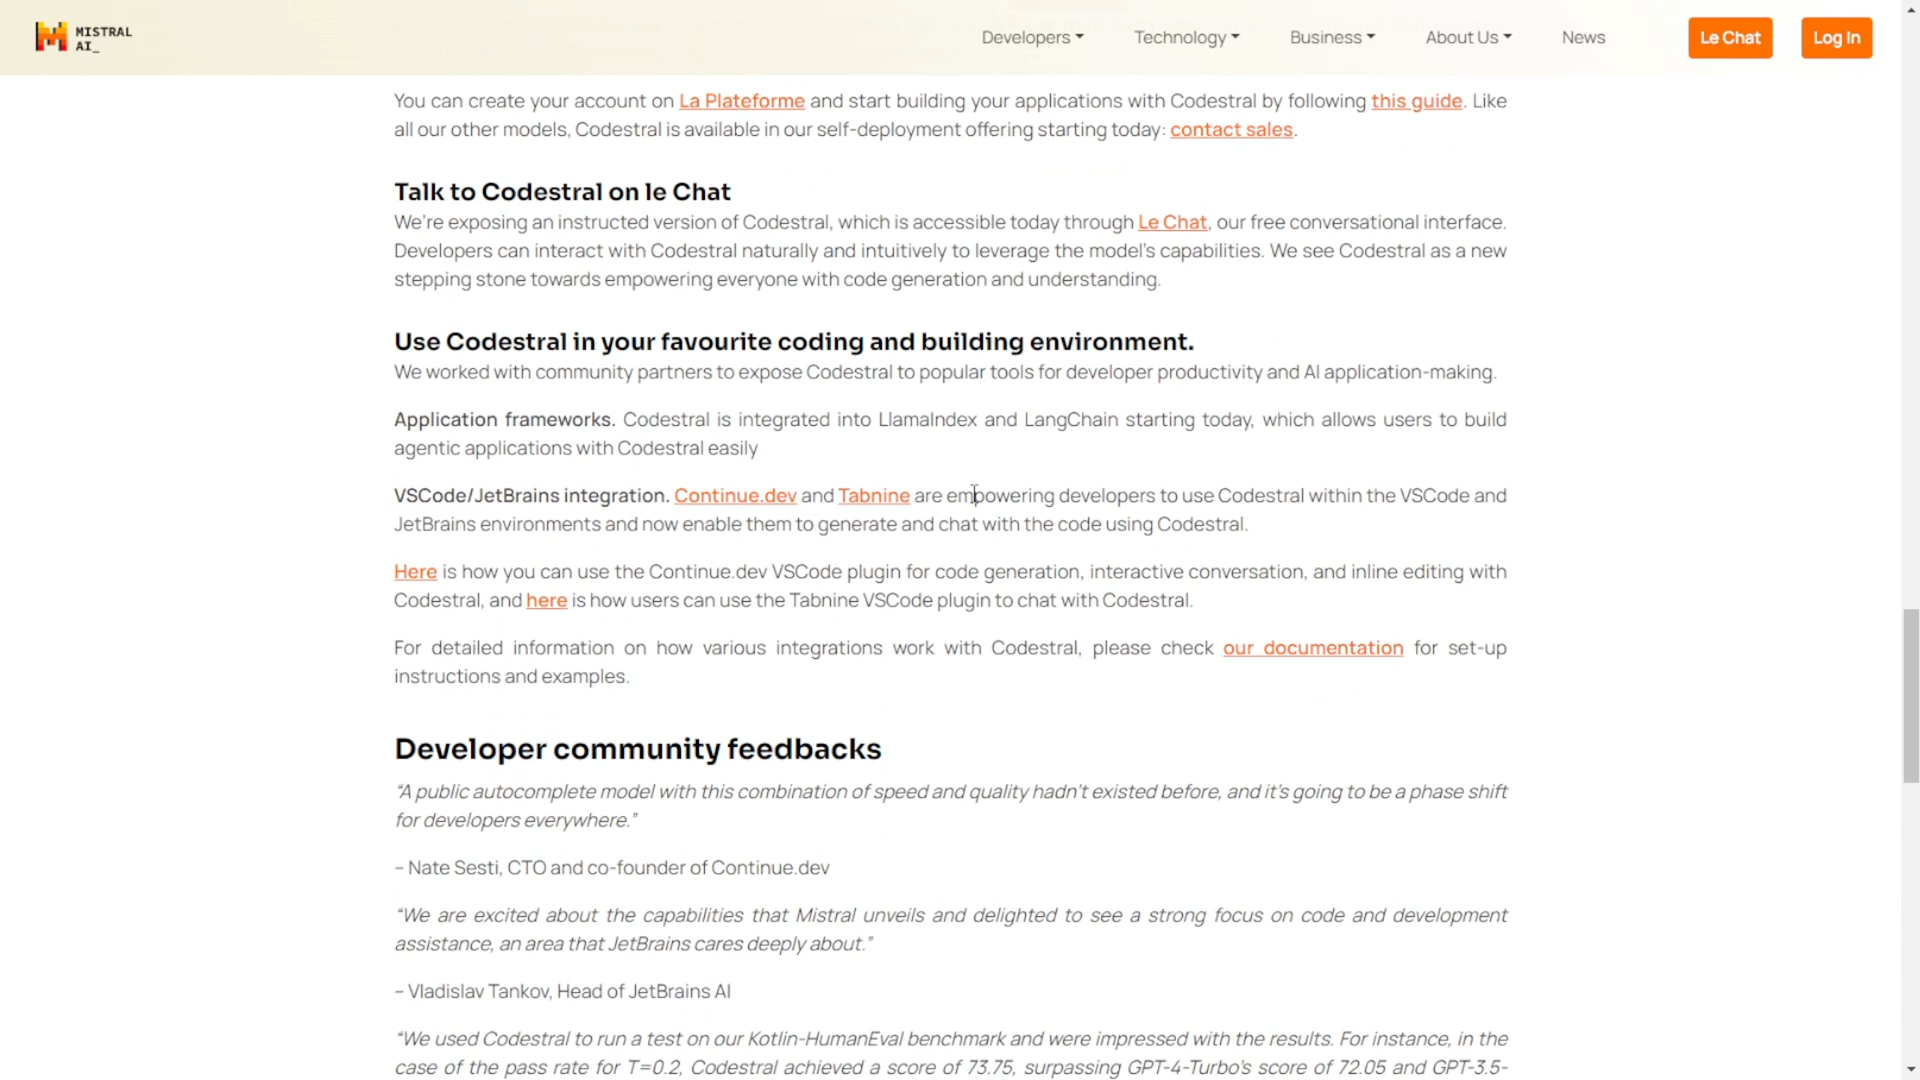 MISTRAL
AI_
Developers
Technology
Business
About Us
News
Le Chat
Log In
You can create your account on La Plateforme and start building your applications with Codestral by following this guide. Like
all our other models, Codestral is available in our self-deployment offering starting today: contact sales.
Talk to Codestral on le Chat
We’re exposing an instructed version of Codestral, which is accessible today through Le Chat, our free conversational interface.
Developers can interact with Codestral naturally and intuitively to leverage the model’s capabilities. We see Codestral as a new
stepping stone towards empowering everyone with code generation and understanding.
Use Codestral in your favourite coding and building environment.
We worked with community partners to expose Codestral to popular tools for developer productivity and AI application-making.
Application frameworks. Codestral is integrated into LlamaIndex and LangChain starting today, which allows users to build
agentic applications with Codestral easily
VSCode/JetBrains integration. Continue.dev and Tabnine are empowering developers to use Codestral within the VSCode and
JetBrains environments and now enable them to generate and chat with the code using Codestral.
Here is how you can use the Continue.dev VSCode plugin for code generation, interactive conversation, and inline editing with
Codestral, and here is how users can use the Tabnine VSCode plugin to chat with Codestral.
For detailed information on how various integrations work with Codestral, please check our documentation for set-up
instructions and examples.
Developer community feedbacks
“A public autocomplete model with this combination of speed and quality hadn’t existed before, and it’s going to be a phase shift
for developers everywhere.”
– Nate Sesti, CTO and co-founder of Continue.dev
“We are excited about the capabilities that Mistral unveils and delighted to see a strong focus on code and development
assistance, an area that JetBrains cares deeply about.”
– Vladislav Tankov, Head of JetBrains AI
“We used Codestral to run a test on our Kotlin-HumanEval benchmark and were impressed with the results. For instance, in the
case of the pass rate for T=0.2, Codestral achieved a score of 73.75, surpassing GPT-4-Turbo’s score of 72.05 and GPT-3.5-